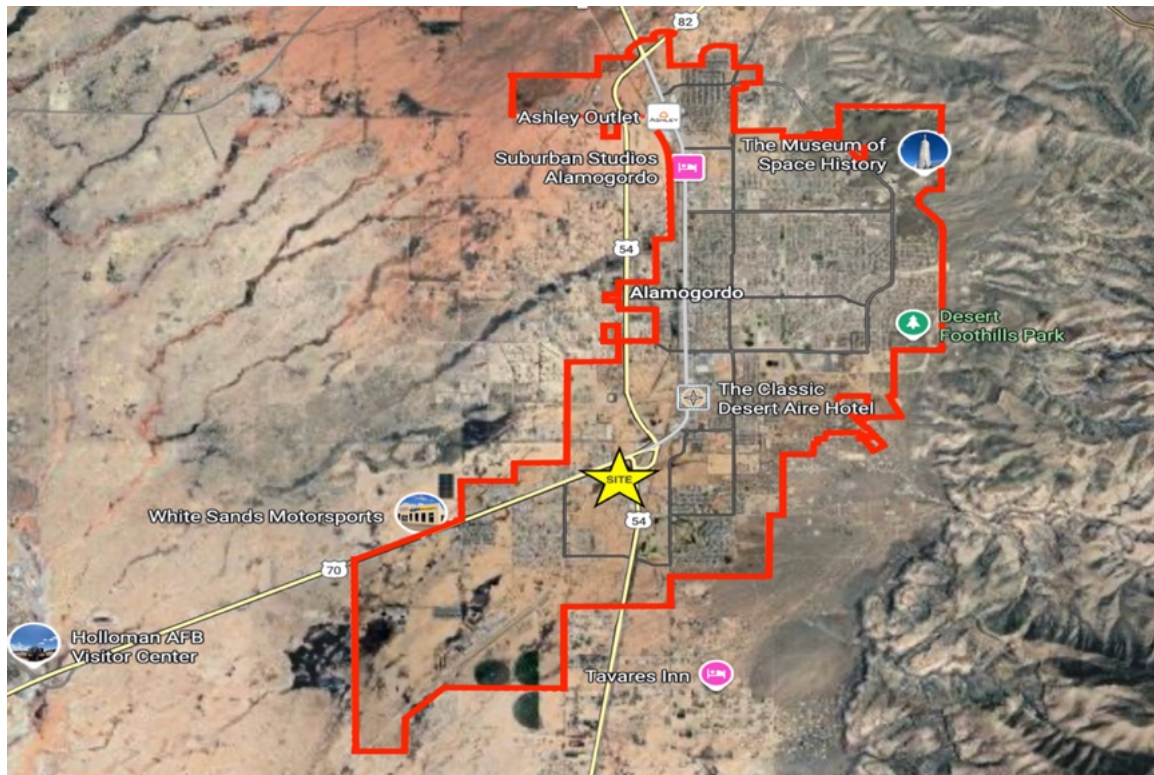 82
Ashley Outlet
ASHLEY
Suburban Studios
Alamogordo
The Museum of
Space History
54
Alamogordo
Desert
Foothills Park
The Classic
Desert Aire Hotel
SITE
White Sands Motorsports
54
70
Holloman AFB
Visitor Center
Tavares Inn